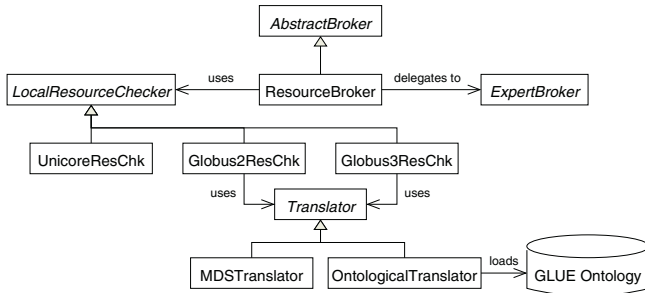 AbstractBroker
uses
delegates to
LocalResourceChecker
ResourceBroker
ExpertBroker
UnicoreResChk
Globus2ResChk
Globus3ResChk
uses
uses
Translator
loads
MDSTranslator
OntologicalTranslator
GLUE Ontology